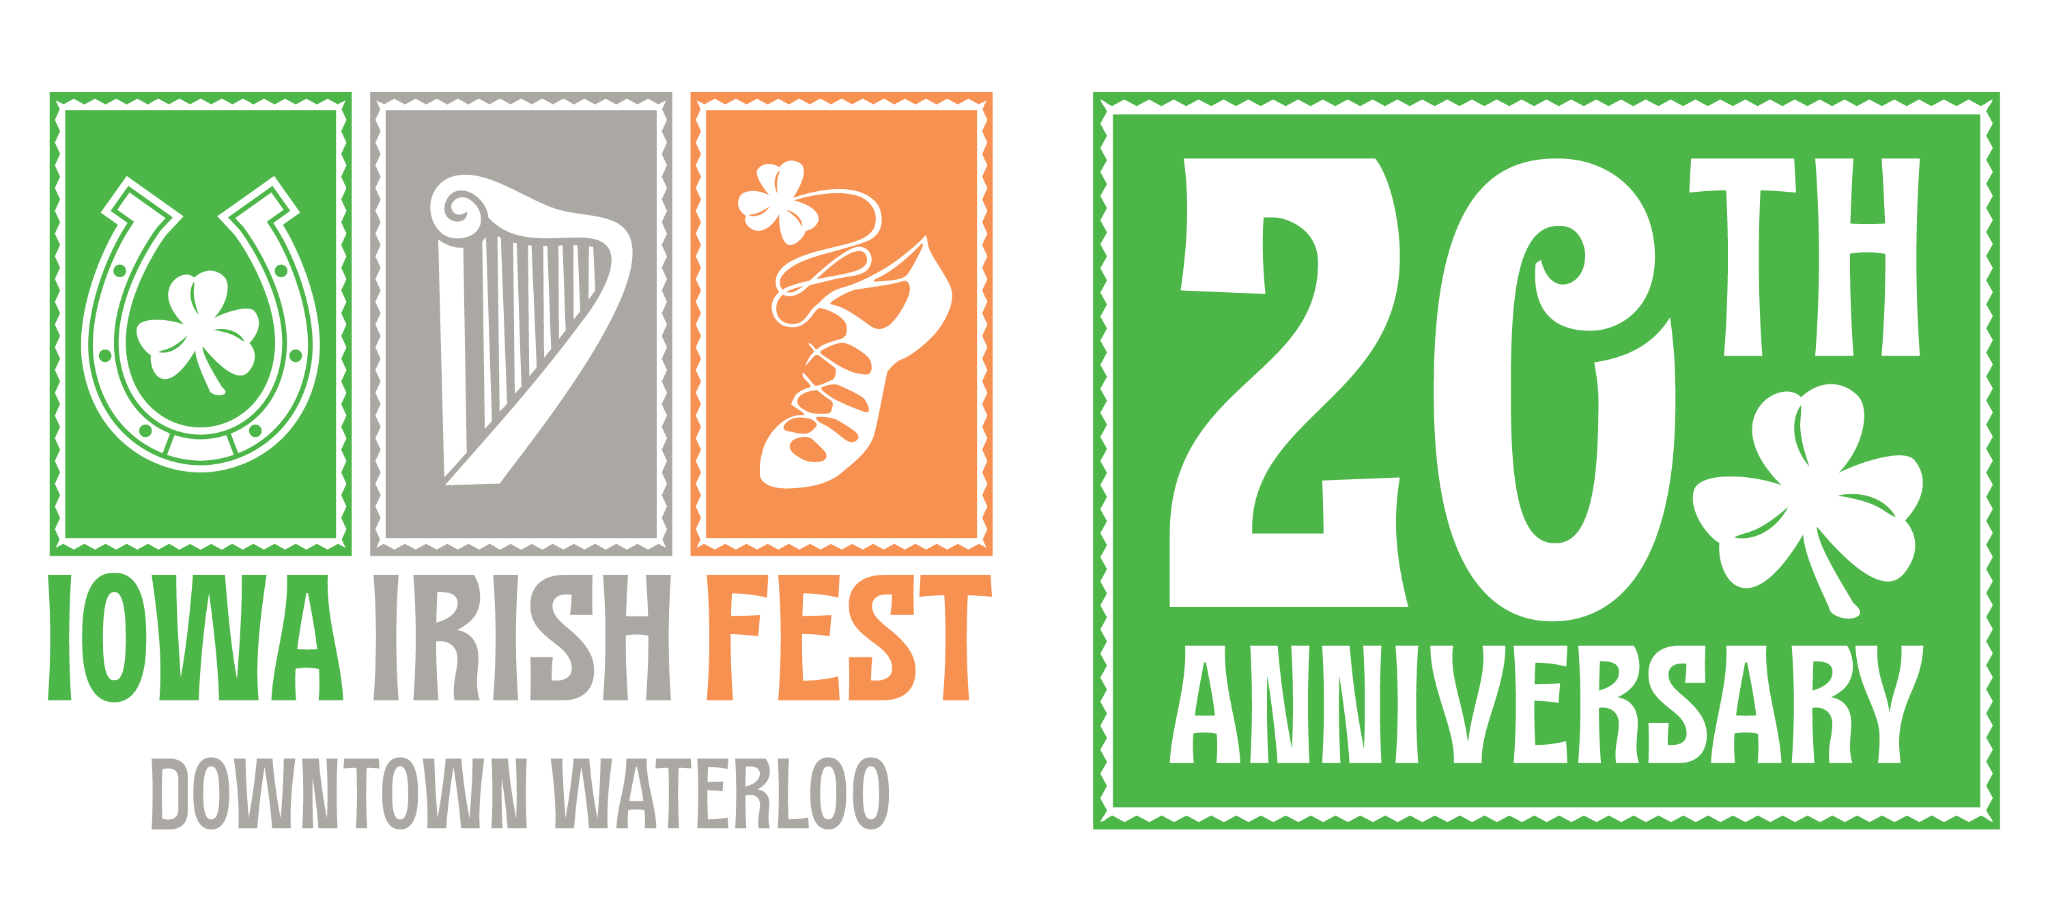 IOWA IRISH FEST
DOWNTOWN WATERLOO
20TH
ANNIVERSARY